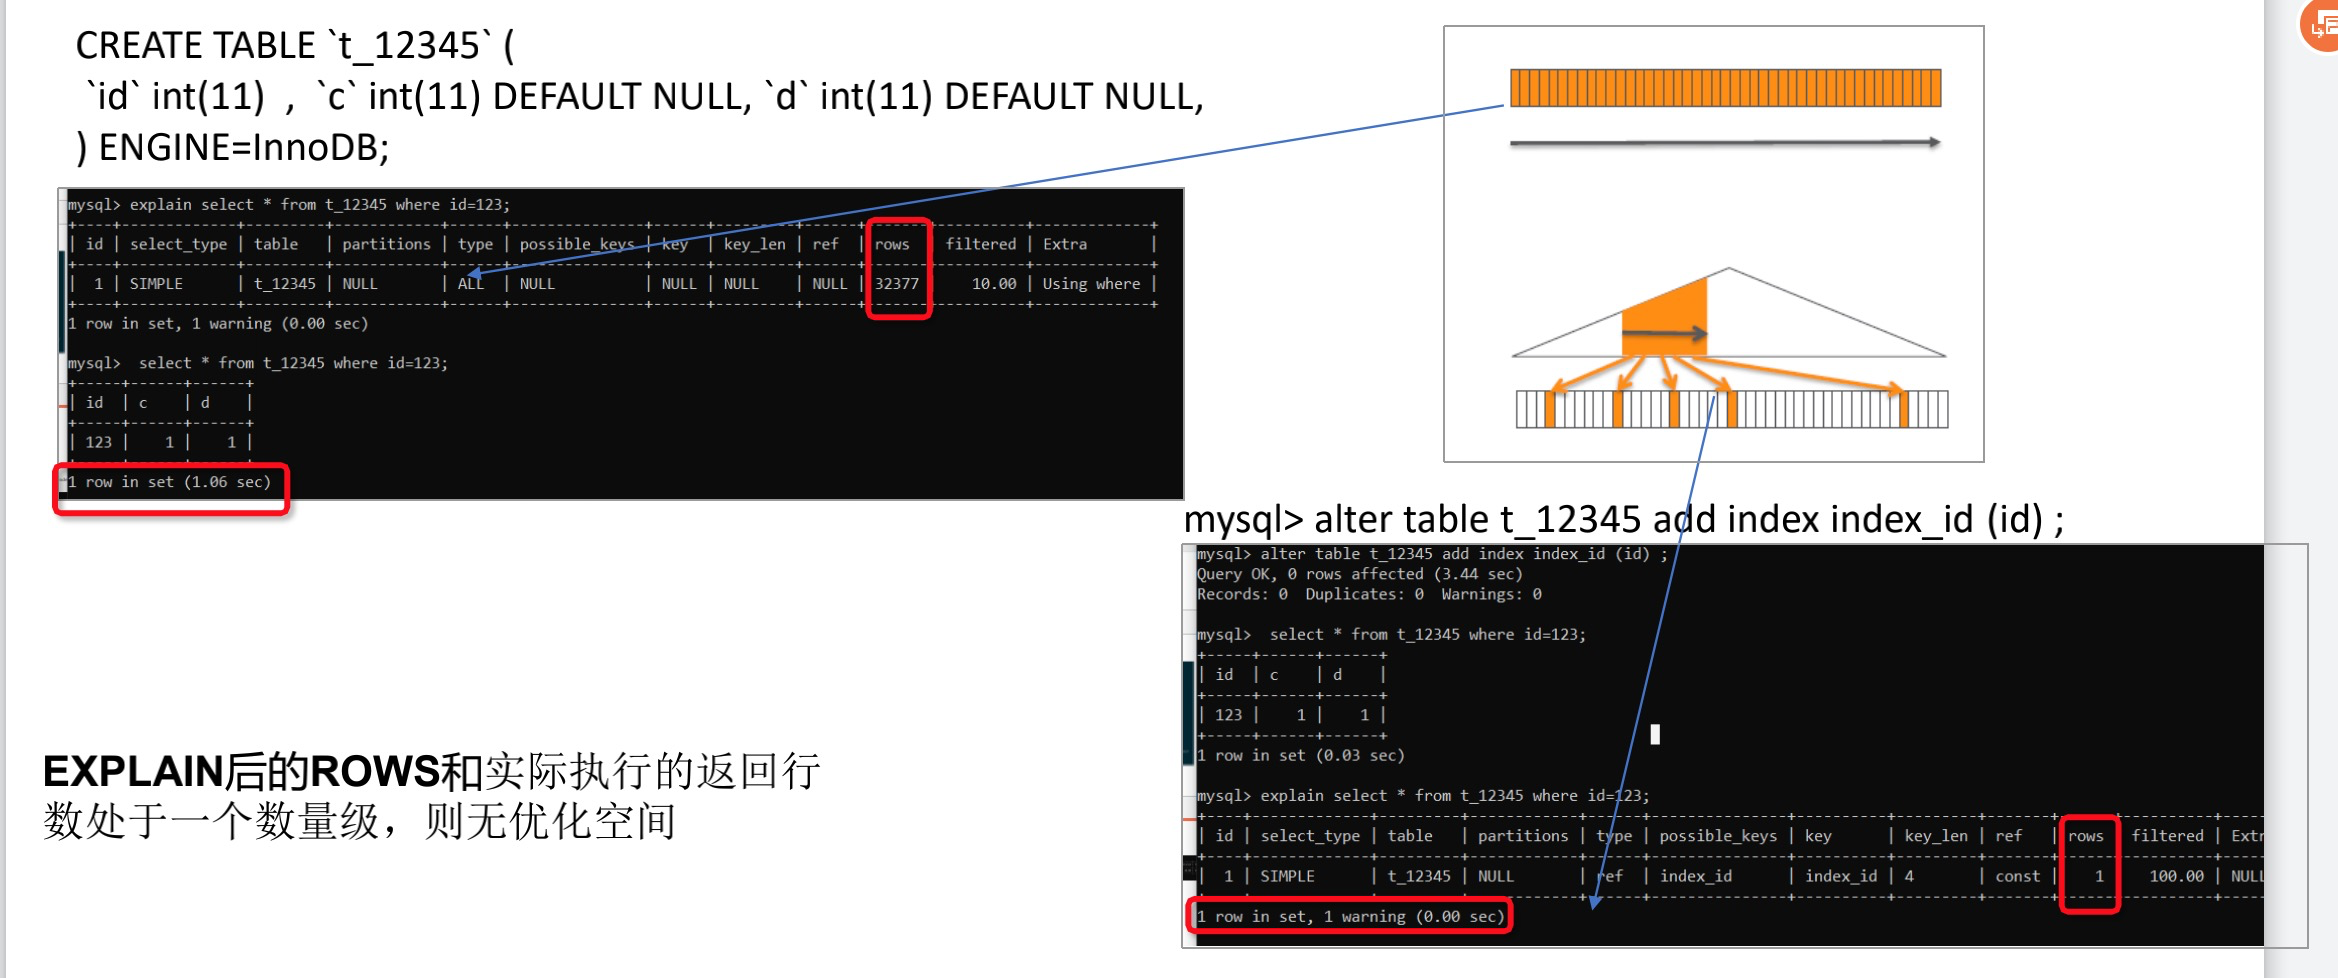 CREATE TABLE `t_12345` (
`id` int(11) , `c` int(11) DEFAULT NULL, `d` int(11) DEFAULT NULL,
) ENGINE=InnoDB;
mysql> explain select * from t_12345 where id=123;
+----+-------------+---------+------------+------+---------------+------+---------+------+-------+----------+-------------+
| id | select_type | table | partitions | type | possible_keys | key | key_len | ref | rows filtered | Extra |
+----+-------------+---------+------------+------+---------------+------+---------+------+-------+----------+-------------+
| 1 | SIMPLE | t_12345 | NULL | ALL | NULL | NULL | NULL | NULL | 32377 10.00 | Using where |
+----+-------------+---------+------------+------+---------------+------+---------+------+-------+----------+-------------+
1 row in set, 1 warning (0.00 sec)
mysql> select * from t_12345 where id=123;
+-----+------+------+
| id | c | d |
+-----+------+------+
| 123 | 1 | 1 |
+-----+------+------+
1 row in set (1.06 sec)
mysql> alter table t_12345 add index index_id (id) ;
mysql> alter table t_12345 add index index_id (id) ;
Query OK, 0 rows affected (3.44 sec)
Records: 0 Duplicates: 0 Warnings: 0
mysql> select * from t_12345 where id=123;
+-----+------+------+
| id | c | d |
+-----+------+------+
| 123 | 1 | 1 |
+-----+------+------+
1 row in set (0.03 sec)
mysql> explain select * from t_12345 where id=123;
+----+-------------+---------+------------+------+---------------+----------+---------+-------+------+----------+------
| id | select_type | table | partitions | type | possible_keys | key | key_len | ref | rows filtered | Extr
+----+-------------+---------+------------+------+---------------+----------+---------+-------+------+----------+------
| 1 | SIMPLE | t_12345 | NULL | ref | index_id | index_id | 4 | const | 1 100.00 | NULL
+----+-------------+---------+------------+------+---------------+----------+---------+-------+------+----------+------
1 row in set, 1 warning (0.00 sec)
EXPLAIN后的ROWS和实际执行的返回行
数处于一个数量级，则无优化空间